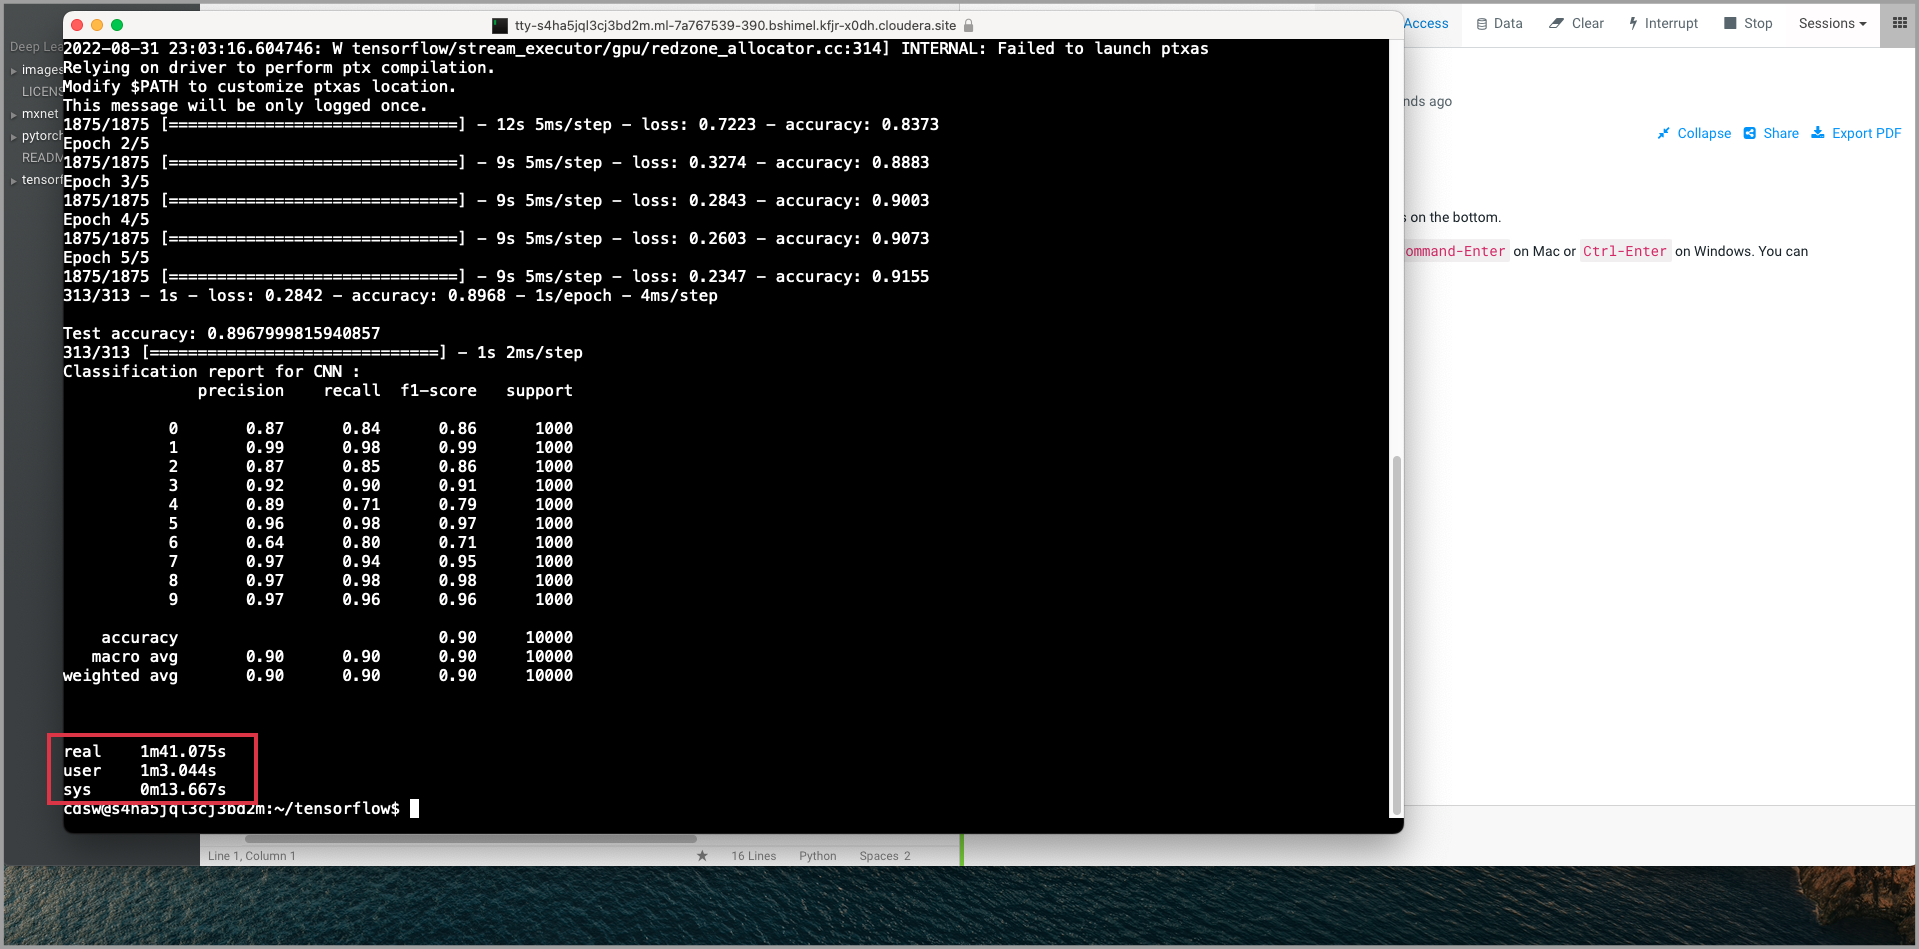 tty-s4ha5jql3cj3bd2m.ml-7a767539-390.bshimel.kfjr-x0dh.cloudera.site
Access Data Clear Interrupt Stop Sessions
Deep Lea
images
LICENS
mxnet
pytorch
READM
tensorf
2022-08-31 23:03:16.604746: W tensorflow/stream_executor/gpu/redzone_allocator.cc:314] INTERNAL: Failed to launch ptxas
Relying on driver to perform ptx compilation.
Modify $PATH to customize ptxas location.
This message will be only logged once.
1875/1875 [==============================] - 12s 5ms/step - loss: 0.7223 - accuracy: 0.8373
Epoch 2/5
1875/1875 [==============================] - 9s 5ms/step - loss: 0.3274 - accuracy: 0.8883
Epoch 3/5
1875/1875 [==============================] - 9s 5ms/step - loss: 0.2843 - accuracy: 0.9003
Epoch 4/5
1875/1875 [==============================] - 9s 5ms/step - loss: 0.2603 - accuracy: 0.9073
Epoch 5/5
1875/1875 [==============================] - 9s 5ms/step - loss: 0.2347 - accuracy: 0.9155
313/313 - 1s - loss: 0.2842 - accuracy: 0.8968 - 1s/epoch - 4ms/step
Test accuracy: 0.8967999815940857
313/313 [==============================] - 1s 2ms/step
Classification report for CNN :
precision recall f1-score support
0 0.87 0.84 0.86 1000
1 0.99 0.98 0.99 1000
2 0.87 0.85 0.86 1000
3 0.92 0.90 0.91 1000
4 0.89 0.71 0.79 1000
5 0.96 0.98 0.97 1000
6 0.64 0.80 0.71 1000
7 0.97 0.94 0.95 1000
8 0.97 0.98 0.98 1000
9 0.97 0.96 0.96 1000
accuracy 0.90 10000
macro avg 0.90 0.90 0.90 10000
weighted avg 0.90 0.90 0.90 10000
real 1m41.075s
user 1m3.044s
sys 0m13.667s
cdsw@s4ha5jql3cj3bd2m:~/tensorflow$
nds ago
Collapse Share Export PDF
s on the bottom.
ommand-Enter on Mac or Ctrl-Enter on Windows. You can
Line 1, Column 1 ★ 16 Lines Python Spaces 2